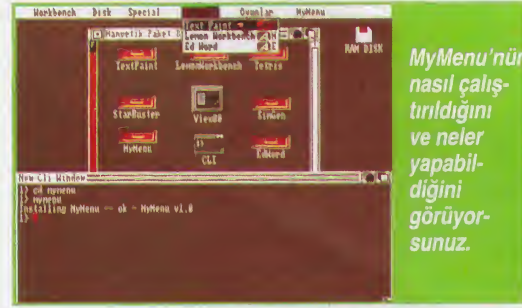 Workbench Disk Special Oyunlar MyMenu
Text Paint
Lemon Workbench
Ed Word
Manyetik Paket
RAM DISK
TextPaint LemonWorkbench Tetris
StarBuster View80 SimGen
MyMenu CLI EdWord
New Cli Window
1> cd mymenu
1> mymenu
Installing MyMenu -- ok - MyMenu v1.0
1>
MyMenu'nün
nasıl çalış-
tırıldığını
ve neler
yapabil-
diğini
görüyor-
sunuz.